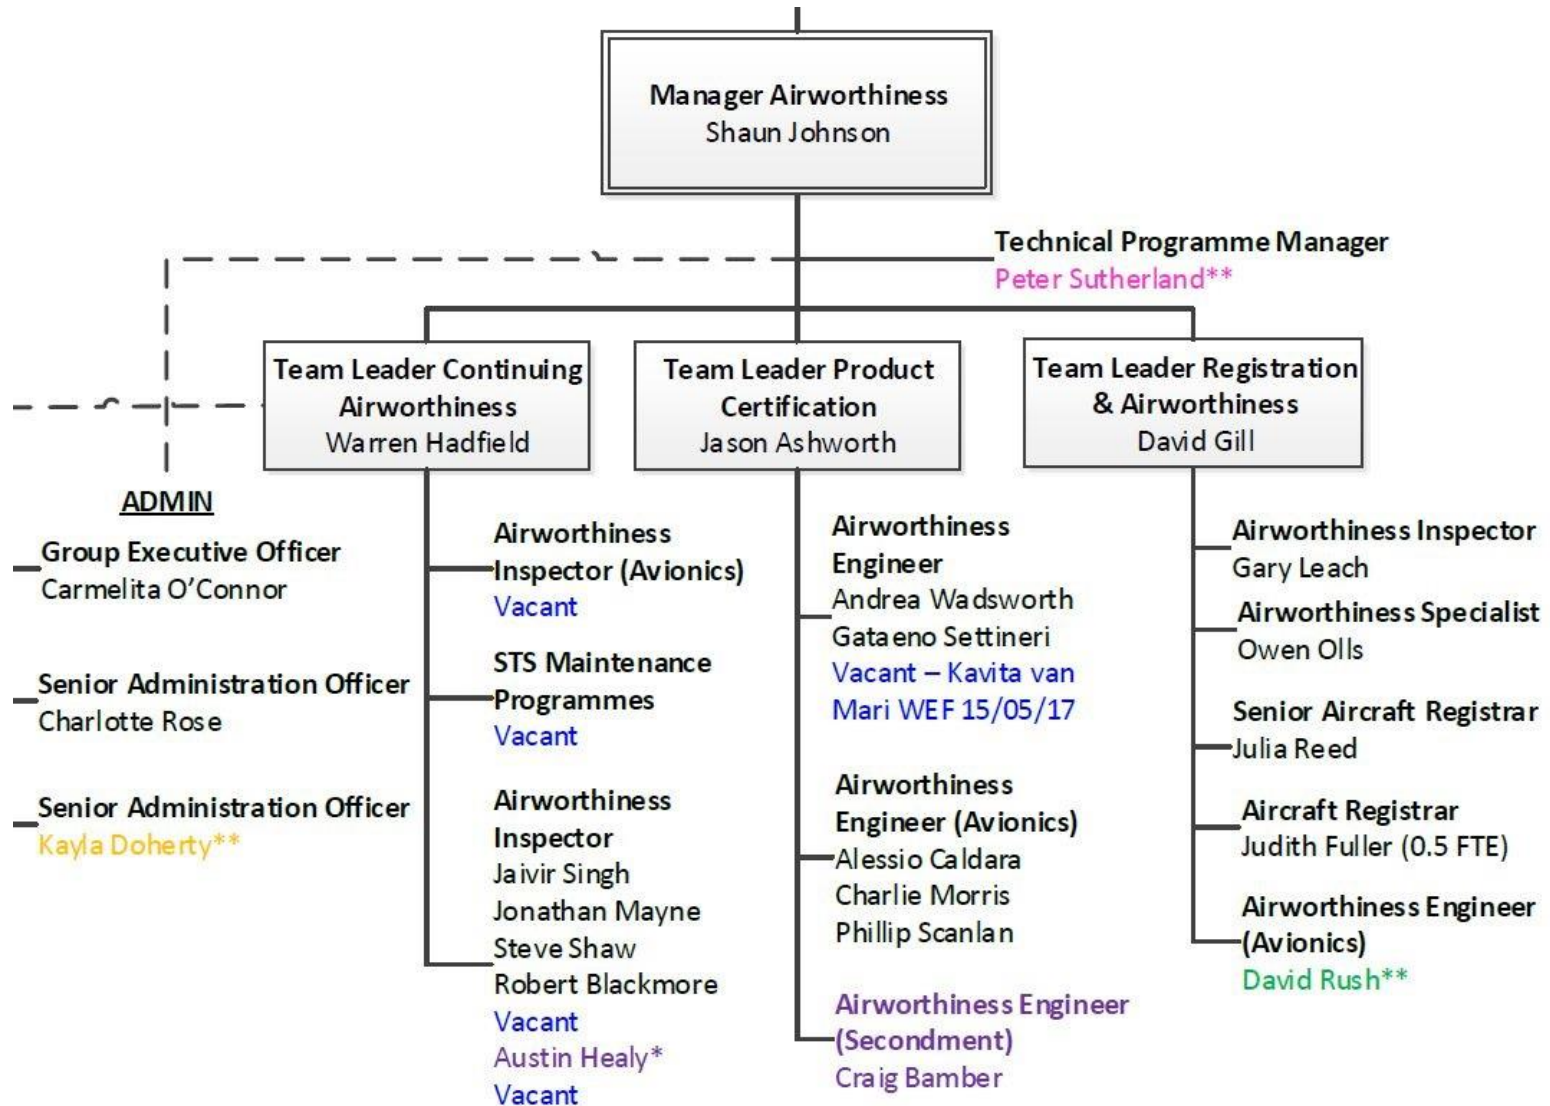 Manager Airworthiness
Shaun Johnson
Technical Programme Manager
Peter Sutherland**
Team Leader Continuing
Airworthiness
Warren Hadfield
Team Leader Product
Certification
Jason Ashworth
Team Leader Registration
& Airworthiness
David Gill
ADMIN
Group Executive Officer
Carmelita O’Connor
Senior Administration Officer
Charlotte Rose
Senior Administration Officer
Kayla Doherty**
Airworthiness
Inspector (Avionics)
Vacant
STS Maintenance
Programmes
Vacant
Airworthiness
Inspector
Jaivir Singh
Jonathan Mayne
Steve Shaw
Robert Blackmore
Vacant
Austin Healy*
Vacant
Airworthiness
Engineer
Andrea Wadsworth
Gataeno Settineri
Vacant – Kavita van
Mari WEF 15/05/17
Airworthiness
Engineer (Avionics)
Alessio Caldara
Charlie Morris
Phillip Scanlan
Airworthiness Engineer
(Secondment)
Craig Bamber
Airworthiness Inspector
Gary Leach
Airworthiness Specialist
Owen Olls
Senior Aircraft Registrar
Julia Reed
Aircraft Registrar
Judith Fuller (0.5 FTE)
Airworthiness Engineer
(Avionics)
David Rush**